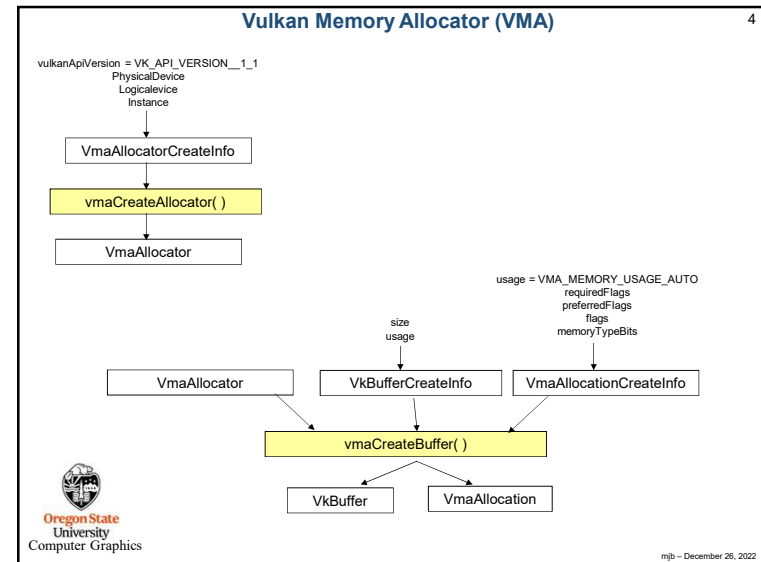 Vulkan Memory Allocator (VMA)
4
vulkanApiVersion = VK_API_VERSION__1_1
PhysicalDevice
Logicalevice
Instance
VmaAllocatorCreateInfo
vmaCreateAllocator( )
VmaAllocator
usage = VMA_MEMORY_USAGE_AUTO
requiredFlags
preferredFlags
flags
memoryTypeBits
size
usage
VmaAllocator
VkBufferCreateInfo
VmaAllocationCreateInfo
vmaCreateBuffer( )
VkBuffer
VmaAllocation
Oregon State
University
Computer Graphics
mjb – December 26, 2022